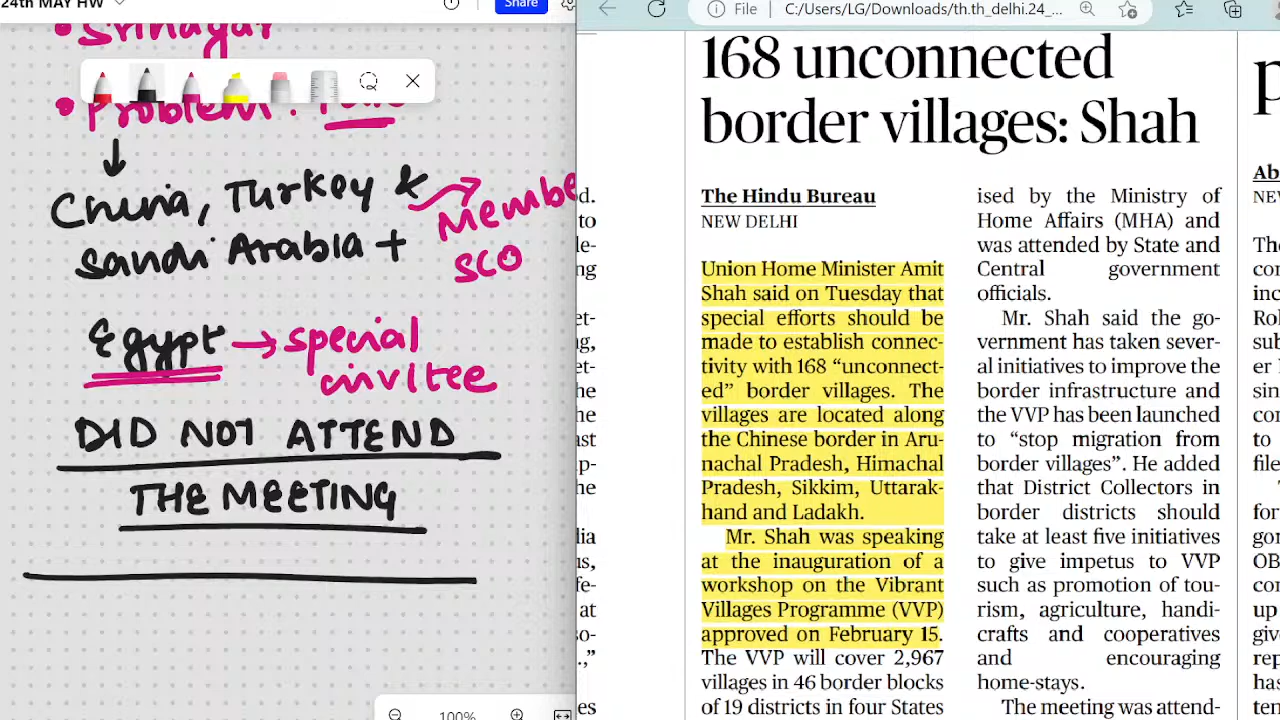 24th MAY HW
Share
• Srinagar
• Problem:
China, Turkey &
Saudi Arabia +
Membe
SCO
Egypt → special
invitee
DID NOT ATTEND
THE MEETING
100%
File
C:/Users/LG/Downloads/th.th_delhi.24_...
168 unconnected
border villages: Shah
The Hindu Bureau
NEW DELHI
Union Home Minister Amit
Shah said on Tuesday that
special efforts should be
made to establish connec-
tivity with 168 “unconnect-
ed” border villages. The
villages are located along
the Chinese border in Aru-
nachal Pradesh, Himachal
Pradesh, Sikkim, Uttarak-
hand and Ladakh.
Mr. Shah was speaking
at the inauguration of a
workshop on the Vibrant
Villages Programme (VVP)
approved on February 15.
The VVP will cover 2,967
villages in 46 border blocks
of 19 districts in four States
ised by the Ministry of
Home Affairs (MHA) and
was attended by State and
Central government
officials.
Mr. Shah said the go-
vernment has taken sever-
al initiatives to improve the
border infrastructure and
the VVP has been launched
to “stop migration from
border villages”. He added
that District Collectors in
border districts should
take at least five initiatives
to give impetus to VVP
such as promotion of tou-
rism, agriculture, handi-
crafts and cooperatives
and encouraging
home-stays.
The meeting was attend-